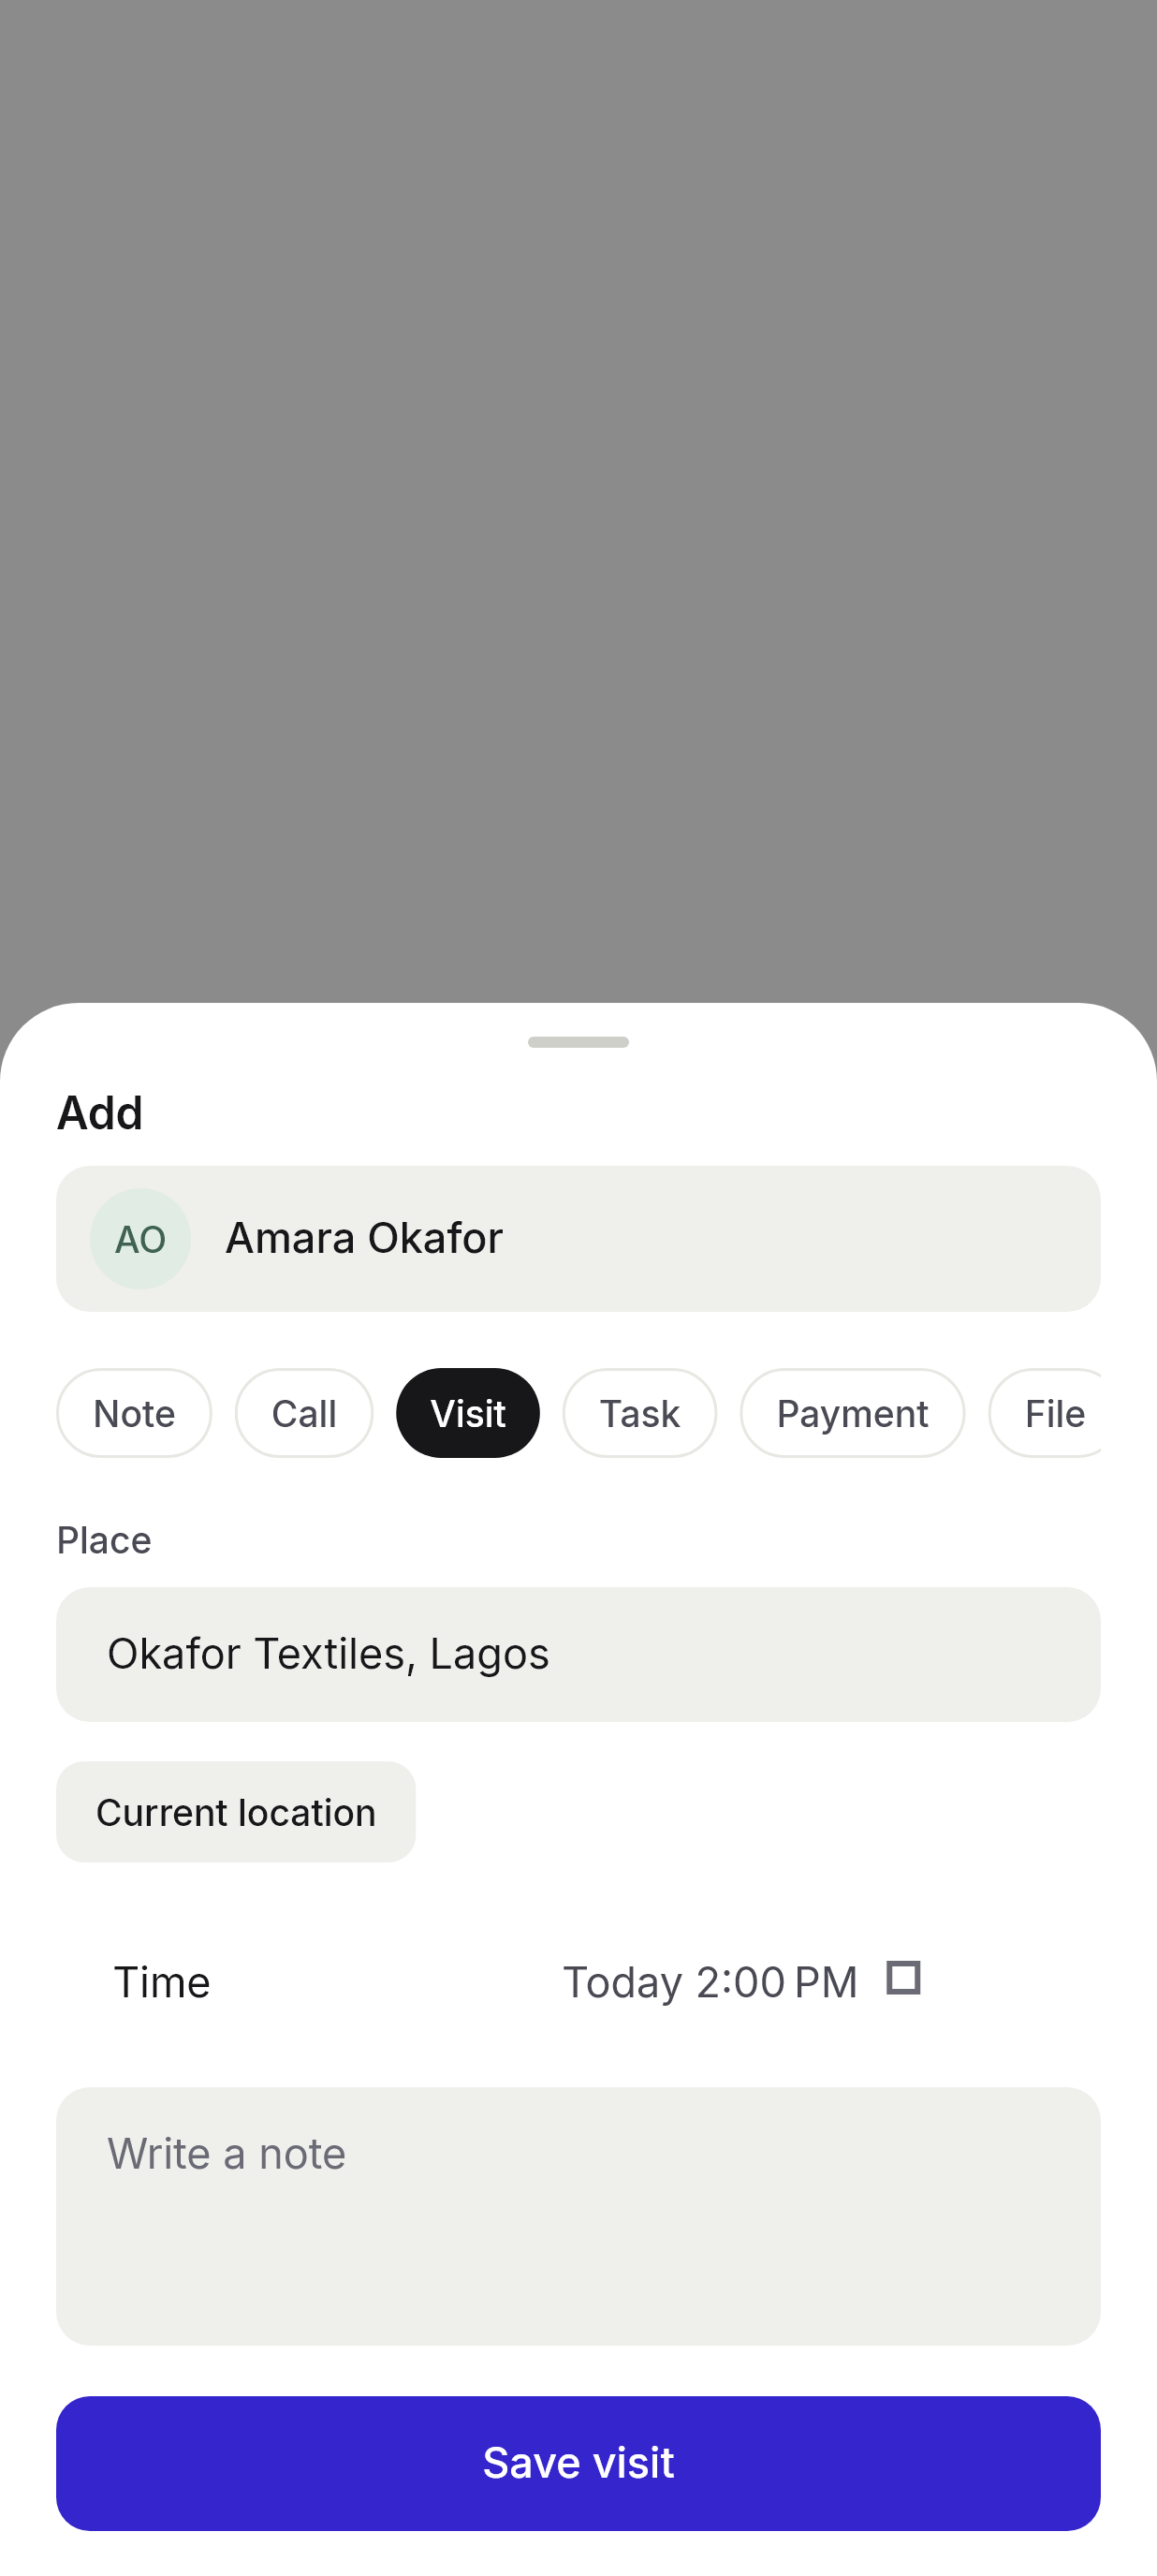 Add
AO Amara Okafor
Note Call Visit Task Payment File
Place
Okafor Textiles, Lagos
Current location
Time Today 2:00 PM
Write a note
Save visit